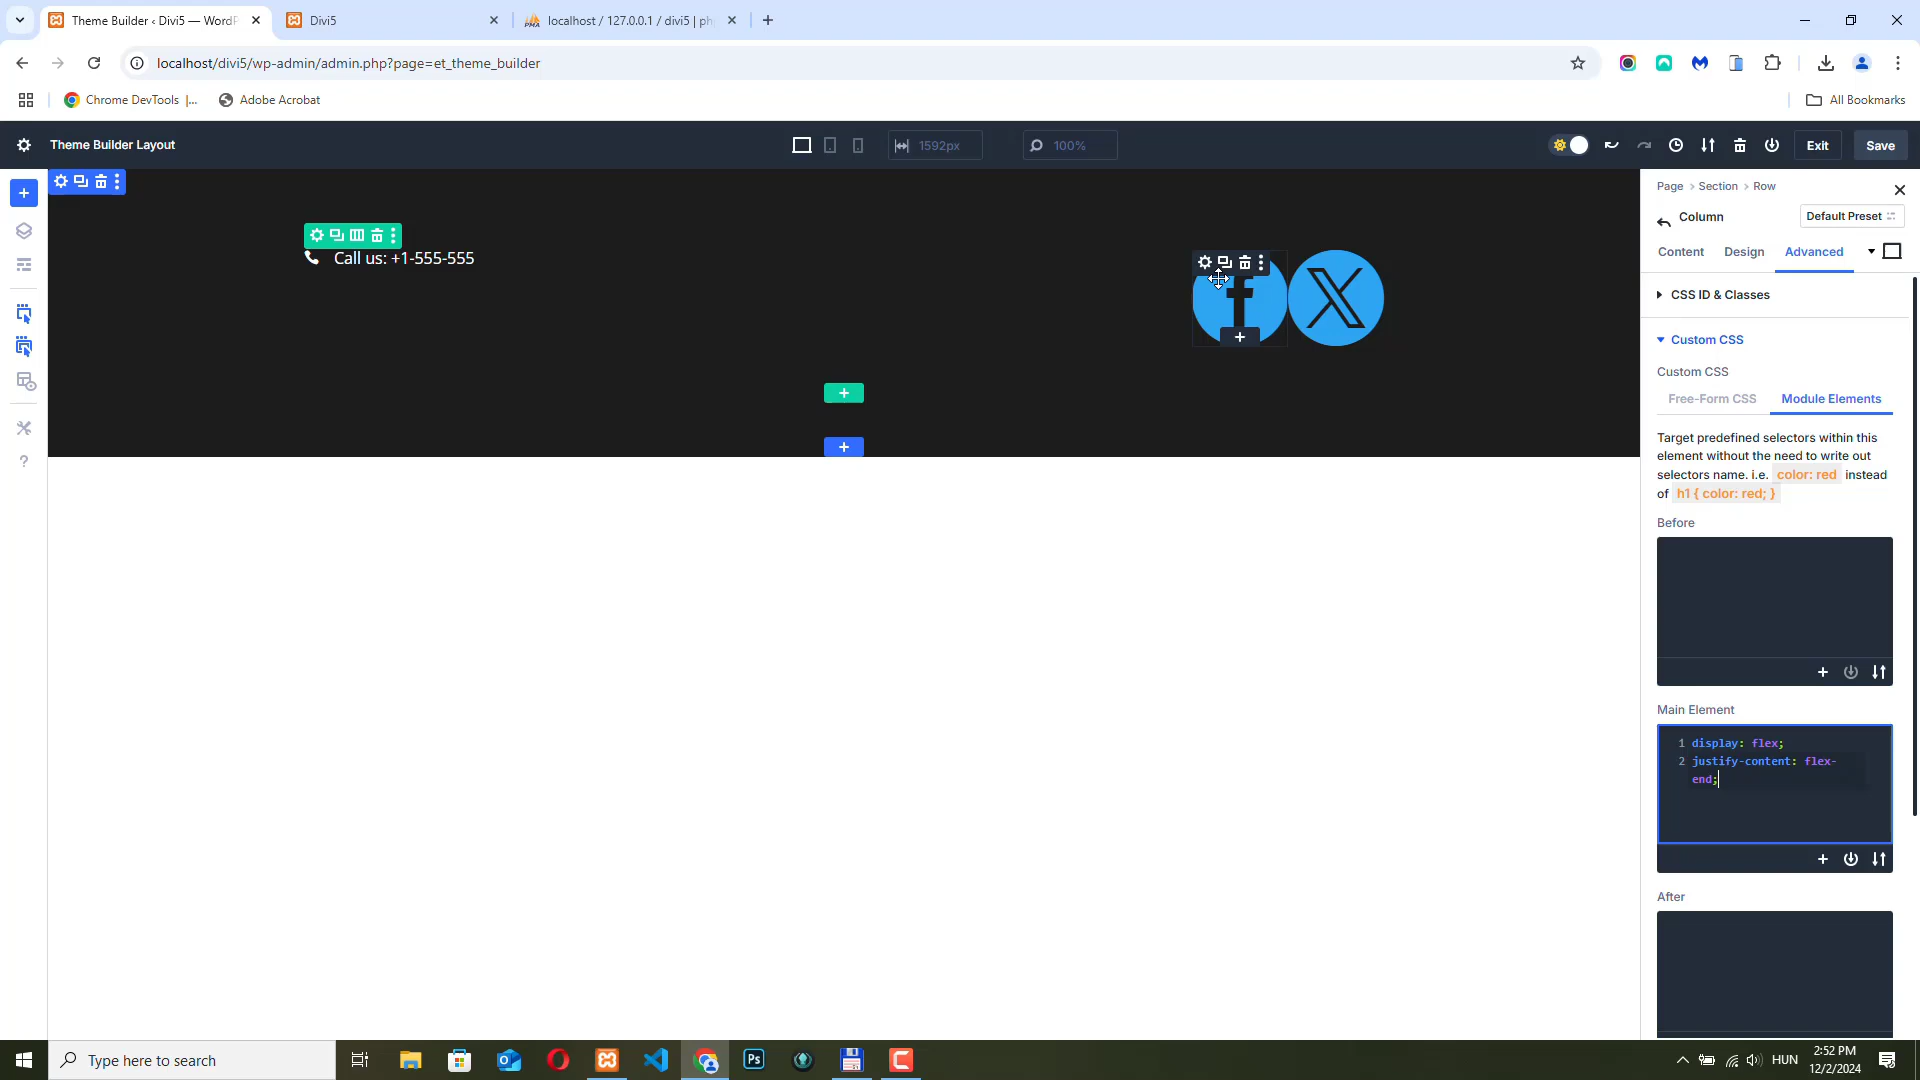 Theme Builder ‹ Divi5 — WordP
Divi5
localhost / 127.0.0.1 / divi5 | ph
localhost/divi5/wp-admin/admin.php?page=et_theme_builder
Chrome DevTools |...
Adobe Acrobat
All Bookmarks
Theme Builder Layout
1592px
100%
Exit
Save
Page > Section > Row
Column
Default Preset
Call us: +1-555-555
Content
Design
Advanced
CSS ID & Classes
Custom CSS
Custom CSS
Free-Form CSS
Module Elements
Target predefined selectors within this
element without the need to write out
selectors name. i.e. color: red instead
of h1 { color: red; }
Before
Main Element
1 display: flex;
2 justify-content: flex-
end;
After
Type here to search
Ps
HUN
2:52 PM
12/2/2024